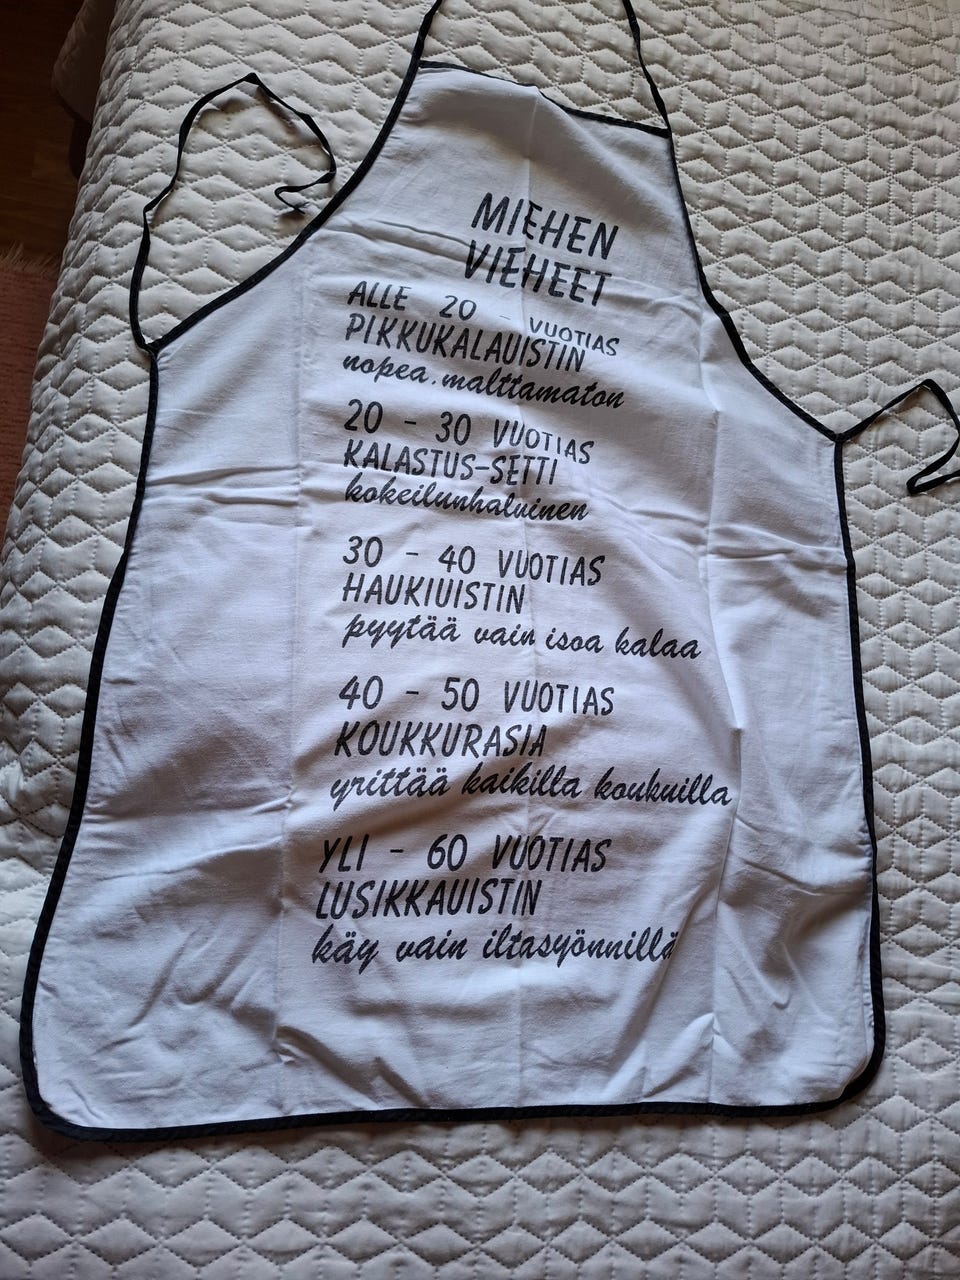 MIEHEN
VIEHEET
ALLE 20 - VUOTIAS
PIKKUKALAUISTIN
nopea.malttamaton
20 - 30 VUOTIAS
KALASTUS-SETTI
kokeilunhaluinen
30 - 40 VUOTIAS
HAUKIUISTIN
pyytää vain isoa kalaa
40 - 50 VUOTIAS
KOUKKURASIA
yrittää kaikilla koukuilla
YLI - 60 VUOTIAS
LUSIKKAUISTIN
käy vain iltasyönnillä